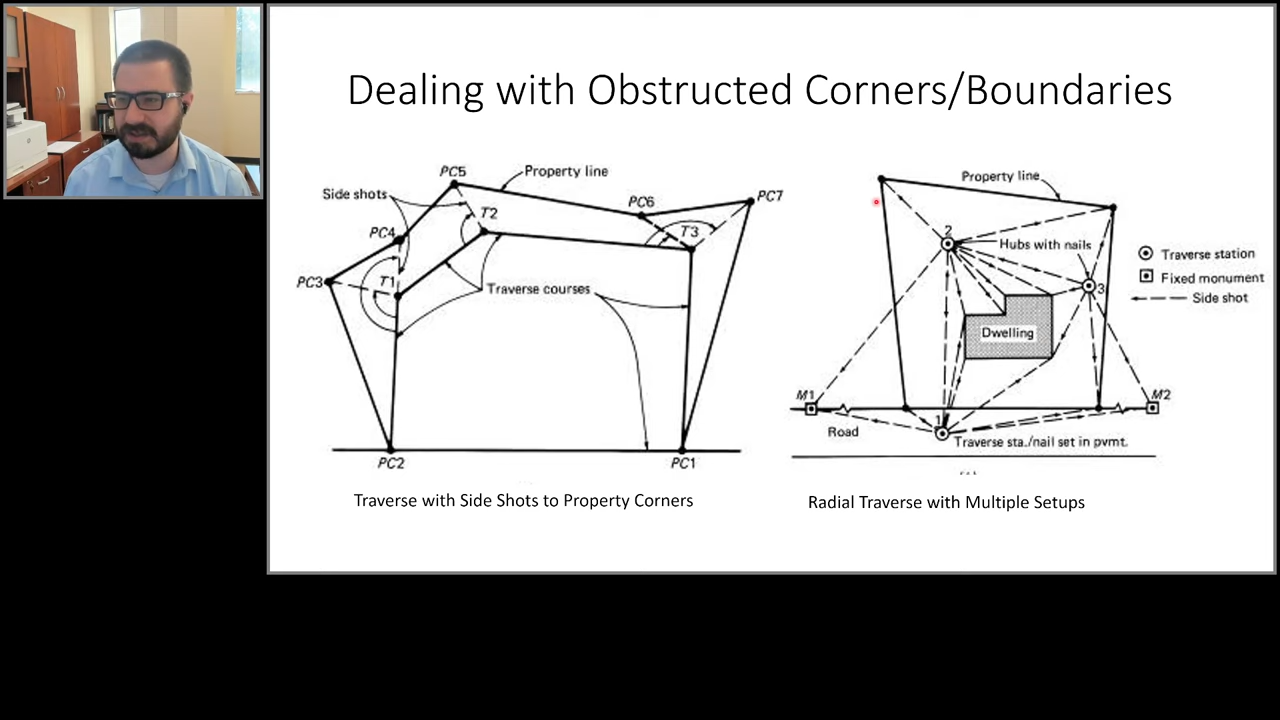 Dealing with Obstructed Corners/Boundaries
PC5
Property line
Side shots
PC6
PC7
T2
PC4
T3
PC3
T1
Traverse courses
PC2
PC1
Traverse with Side Shots to Property Corners
Property line
2
Hubs with nails
3
Dwelling
M1
M2
1
Road
Traverse sta./nail set in pvmt.
Traverse station
Fixed monument
Side shot
Radial Traverse with Multiple Setups